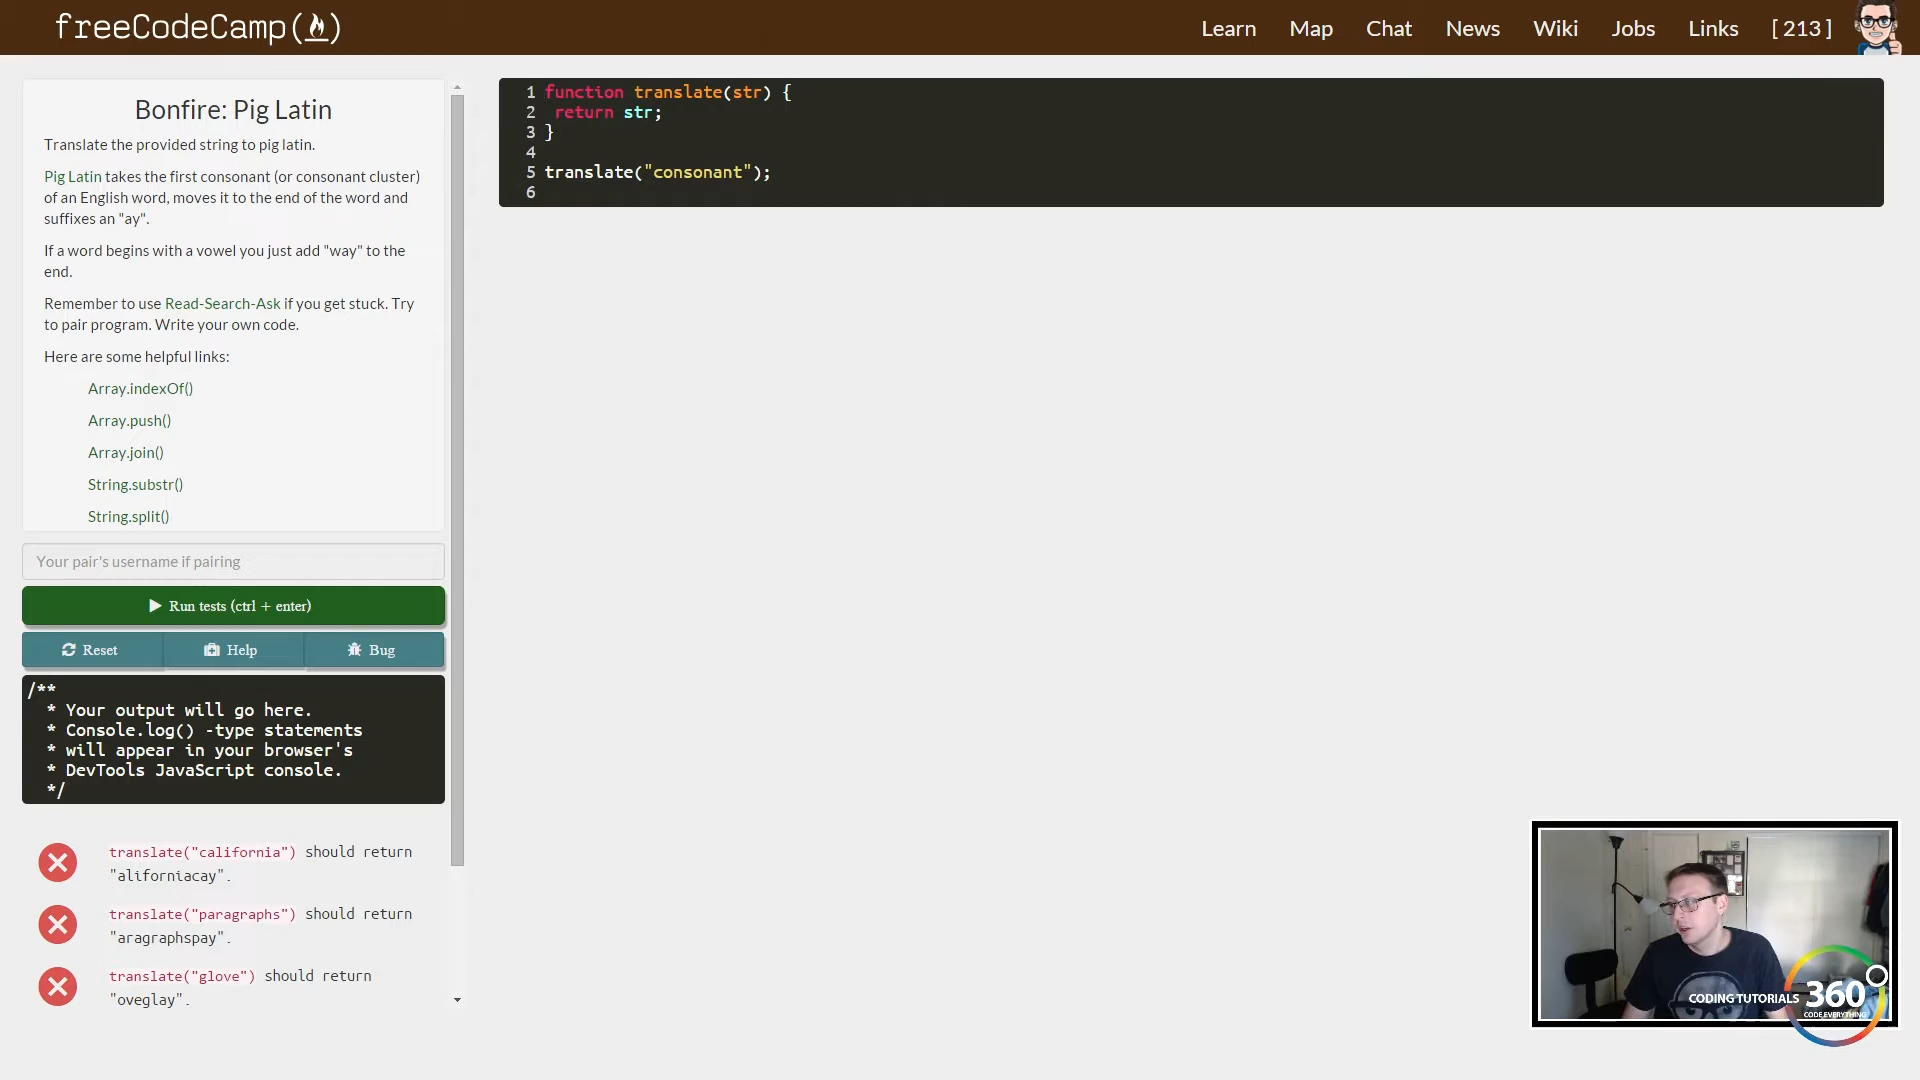 freeCodeCamp(🔥)
Learn Map Chat News Wiki Jobs Links [ 213 ]
Bonfire: Pig Latin
Translate the provided string to pig latin.
Pig Latin takes the first consonant (or consonant cluster)
of an English word, moves it to the end of the word and
suffixes an "ay".
If a word begins with a vowel you just add "way" to the
end.
Remember to use Read-Search-Ask if you get stuck. Try
to pair program. Write your own code.
Here are some helpful links:
Array.indexOf()
Array.push()
Array.join()
String.substr()
String.split()
Your pair's username if pairing
Run tests (ctrl + enter)
Reset Help Bug
/**
* Your output will go here.
* Console.log() -type statements
* will appear in your browser's
* DevTools JavaScript console.
*/
translate("california") should return
"aliforniacay".
translate("paragraphs") should return
"aragraphspay".
translate("glove") should return
"oveglay".
1 function translate(str) {
2 return str;
3 }
4
5 translate("consonant");
6
CODING TUTORIALS 360
CODE EVERYTHING